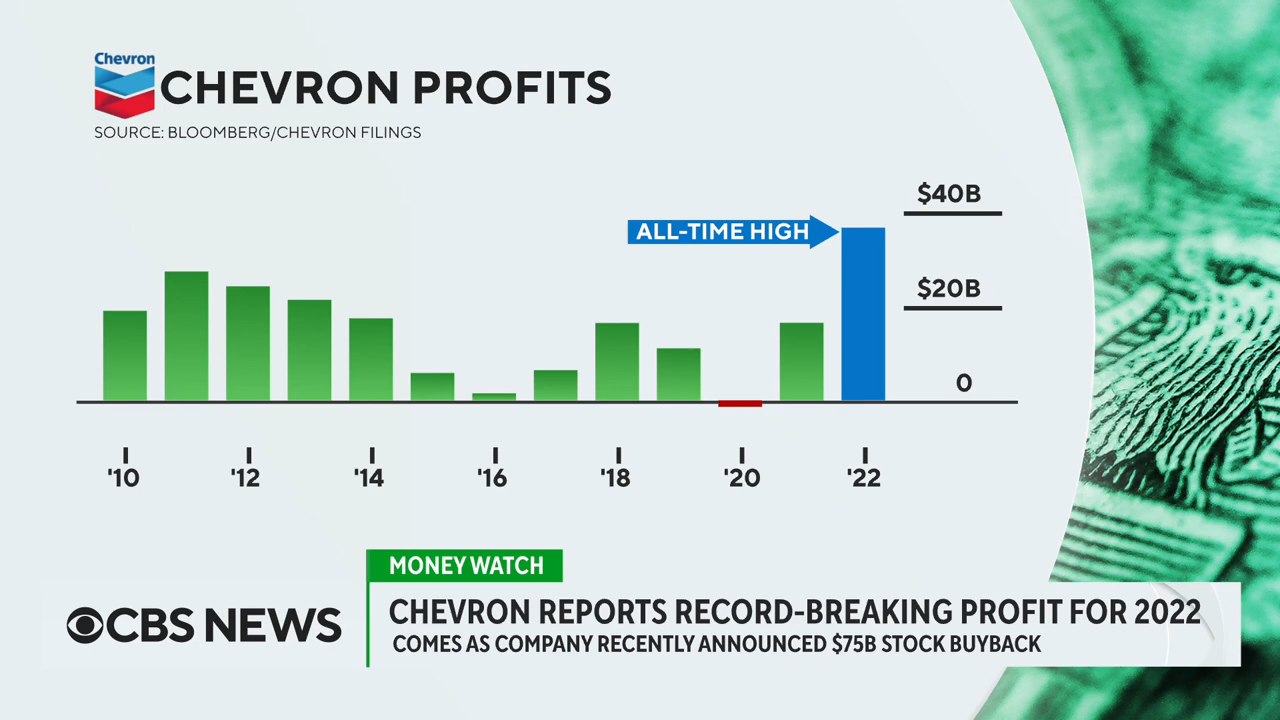 Chevron
CHEVRON PROFITS
SOURCE: BLOOMBERG/CHEVRON FILINGS
$40B
ALL-TIME HIGH
$20B
0
'10 '12 '14 '16 '18 '20 '22
MONEY WATCH
CBS NEWS
CHEVRON REPORTS RECORD-BREAKING PROFIT FOR 2022
COMES AS COMPANY RECENTLY ANNOUNCED $75B STOCK BUYBACK